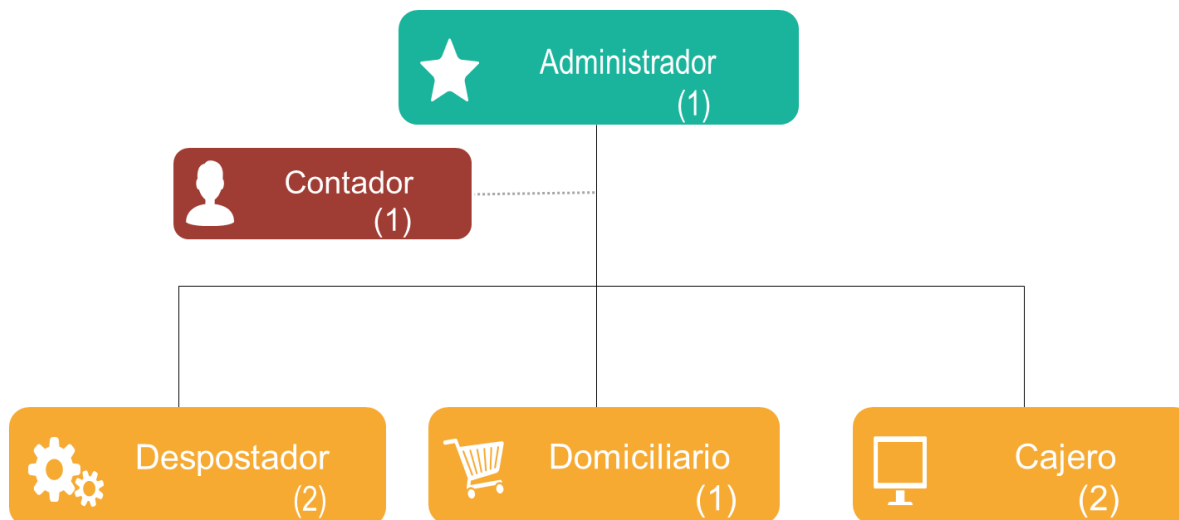 Administrador
(1)
Contador
(1)
Despostador
(2)
Domiciliario
(1)
Cajero
(2)